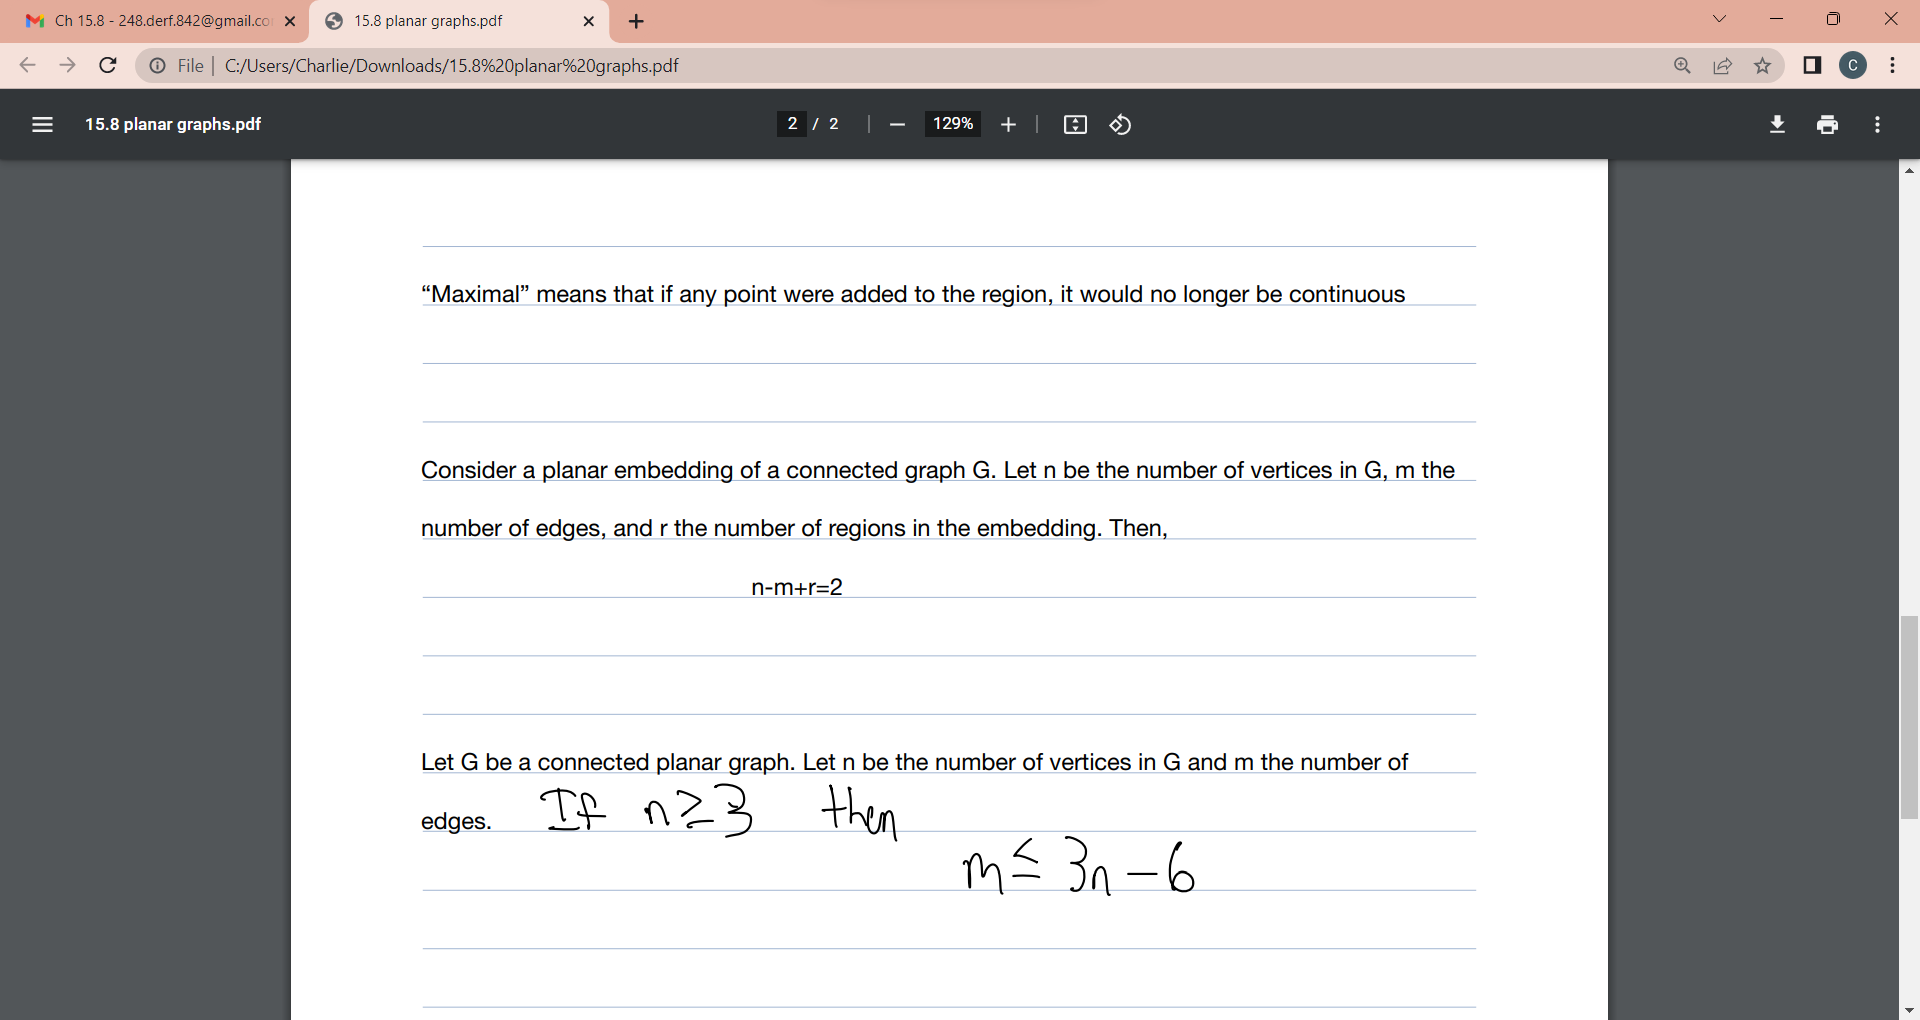 Ch 15.8 - 248.derf.842@gmail.co
15.8 planar graphs.pdf
File | C:/Users/Charlie/Downloads/15.8%20planar%20graphs.pdf
C
15.8 planar graphs.pdf
2 / 2
129%
“Maximal” means that if any point were added to the region, it would no longer be continuous
Consider a planar embedding of a connected graph G. Let n be the number of vertices in G, m the
number of edges, and r the number of regions in the embedding. Then,
n-m+r=2
Let G be a connected planar graph. Let n be the number of vertices in G and m the number of
edges. If n≥3 then
m≤ 3n-6